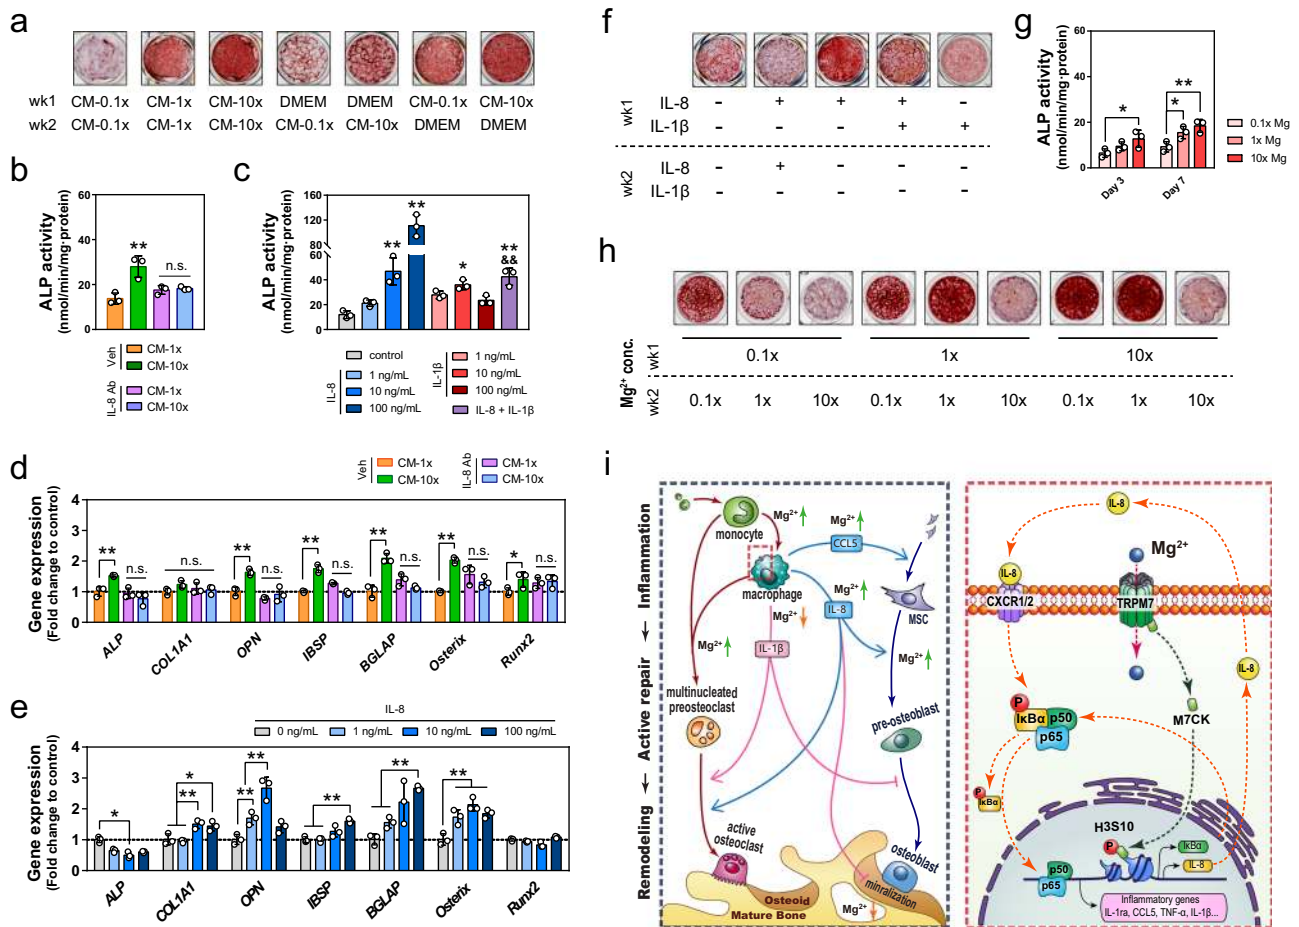 a
wk1 CM-0.1x CM-1x CM-10x DMEM DMEM CM-0.1x CM-10x
wk2 CM-0.1x CM-1x CM-10x CM-0.1x CM-10x DMEM DMEM
b
ALP activity
(nmol/min/mg·protein)
60
40
20
0
**
n.s.
Veh
CM-1x
CM-10x
IL-8 Ab
CM-1x
CM-10x
c
ALP activity
(nmol/min/mg·protein)
160
120
80
60
40
20
0
**
**
*
**
&&
control
IL-8
1 ng/mL
10 ng/mL
100 ng/mL
IL-1β
1 ng/mL
10 ng/mL
100 ng/mL
IL-8 + IL-1β
d
Veh
CM-1x
CM-10x
IL-8 Ab
CM-1x
CM-10x
Gene expression
(Fold change to control)
4
3
2
1
0
** n.s.
n.s.
** n.s.
** n.s.
** n.s.
** n.s.
* n.s.
ALP COL1A1 OPN IBSP BGLAP Osterix Runx2
e
IL-8
0 ng/mL 1 ng/mL 10 ng/mL 100 ng/mL
Gene expression
(Fold change to control)
4
3
2
1
0
*
*
**
**
**
**
**
**
ALP COL1A1 OPN IBSP BGLAP Osterix Runx2
f
wk1
IL-8 – + + + –
IL-1β – – – + +
wk2
IL-8 – + – – –
IL-1β – – – – –
g
ALP activity
(nmol/min/mg·protein)
60
40
20
0
*
*
**
Day 3 Day 7
0.1x Mg
1x Mg
10x Mg
h
Mg²⁺ conc.
wk1 0.1x 1x 10x
wk2 0.1x 1x 10x 0.1x 1x 10x 0.1x 1x 10x
i
Inflammation
Active repair
Remodeling
monocyte
Mg²⁺
Mg²⁺
CCL5
macrophage
Mg²⁺
IL-8
MSC
Mg²⁺
IL-1β
Mg²⁺
Mg²⁺
multinucleated
preosteoclast
pre-osteoblast
active
osteoclast
osteoblast
minralization
Osteoid
Mature Bone
Mg²⁺
IL-8
Mg²⁺
IL-8
CXCR1/2
TRPM7
IL-8
P
IκBα
p50
p65
M7CK
P
IκBα
H3S10
P
IκBα
IL-8
p50
p65
Inflammatory genes
IL-1ra, CCL5, TNF-α, IL-1β...